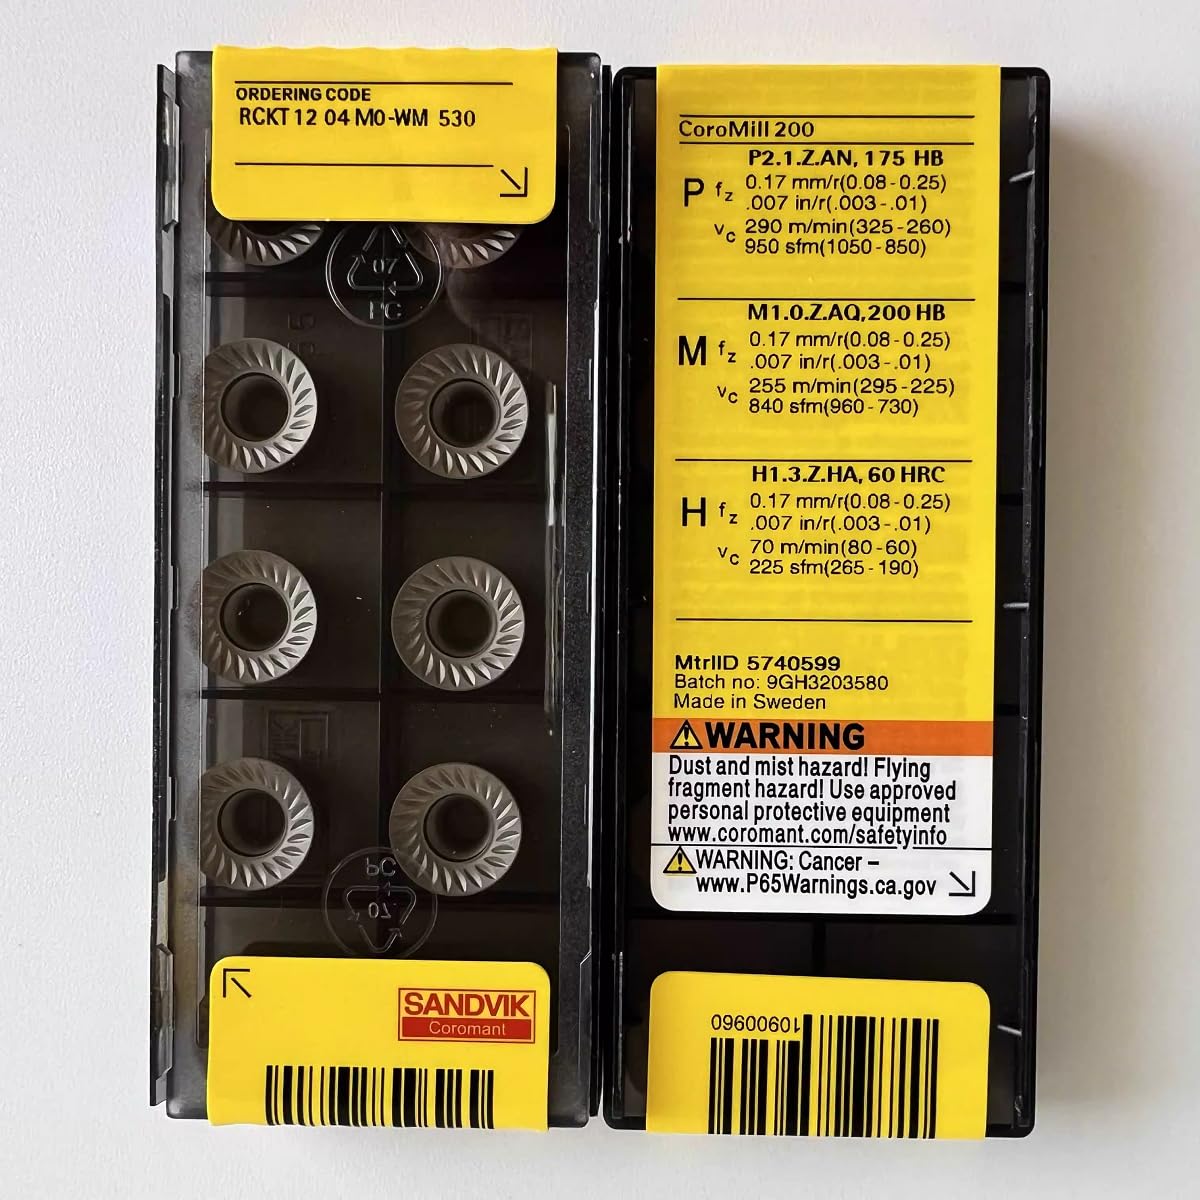 ORDERING CODE
RCKT 12 04 M0-WM 530
07
PC
PC
07
SANDVIK
Coromant
CoroMill 200
P2.1.Z.AN, 175 HB
P fz 0.17 mm/r(0.08-0.25)
.007 in/r(.003-.01)
vc 290 m/min(325-260)
950 sfm(1050-850)
M1.0.Z.AQ,200 HB
M fz 0.17 mm/r(0.08-0.25)
.007 in/r(.003-.01)
vc 255 m/min(295-225)
840 sfm(960-730)
H1.3.Z.HA, 60 HRC
H fz 0.17 mm/r(0.08-0.25)
.007 in/r(.003-.01)
vc 70 m/min(80-60)
225 sfm(265-190)
MtrlID 5740599
Batch no: 9GH3203580
Made in Sweden
WARNING
Dust and mist hazard! Flying
fragment hazard! Use approved
personal protective equipment
www.coromant.com/safetyinfo
WARNING: Cancer –
www.P65Warnings.ca.gov
10900960